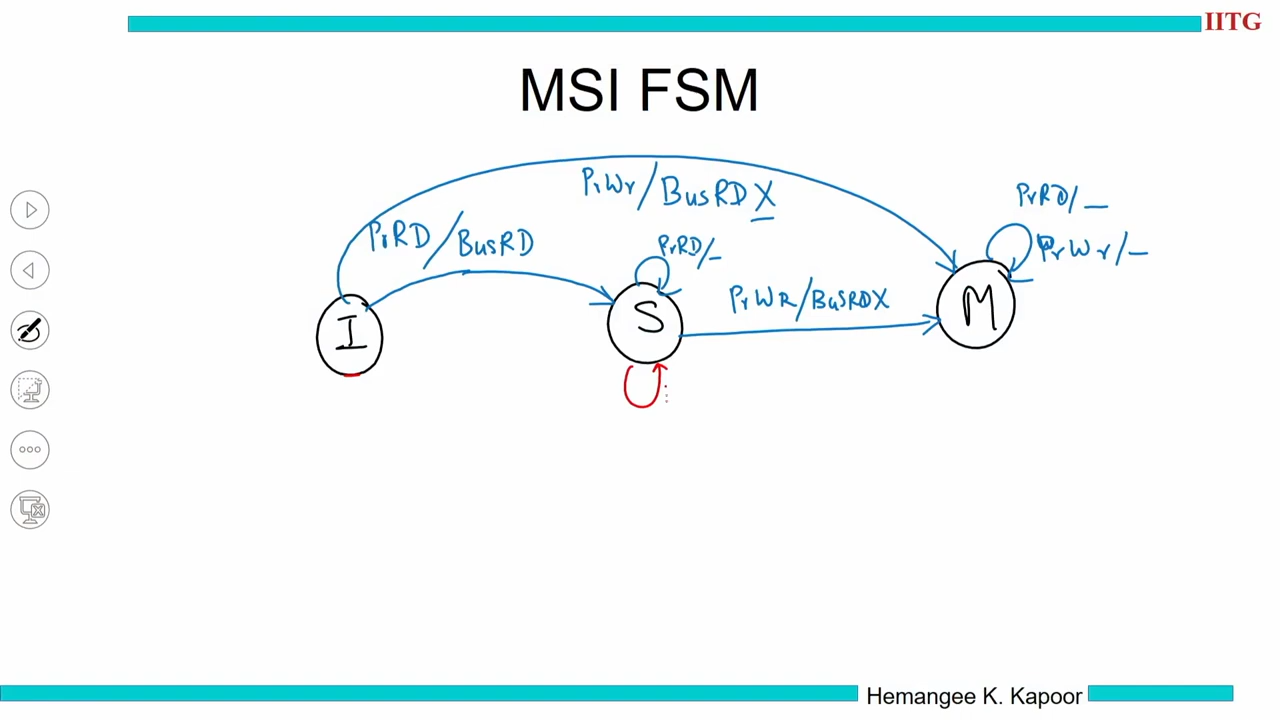 IITG
MSI FSM
PrWr/BusRDX
PrRD/—
PrRD/BusRD
PrRD/—
PrWr/—
PrWR/BusRDX
I
S
M
Hemangee K. Kapoor